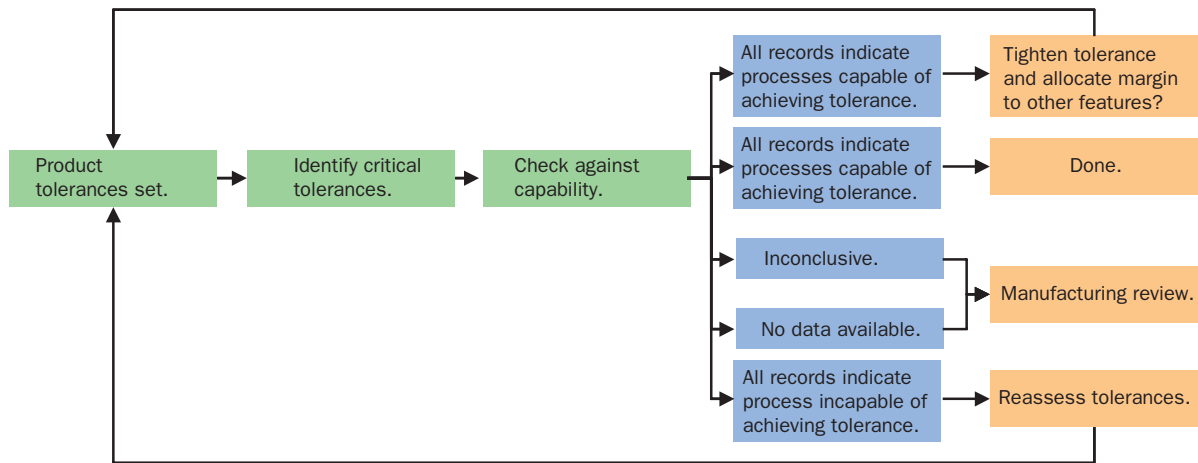 Product
tolerances set.
Identify critical
tolerances.
Check against
capability.
All records indicate
processes capable of
achieving tolerance.
Tighten tolerance
and allocate margin
to other features?
All records indicate
processes capable of
achieving tolerance.
Done.
Inconclusive.
No data available.
Manufacturing review.
All records indicate
process incapable of
achieving tolerance.
Reassess tolerances.